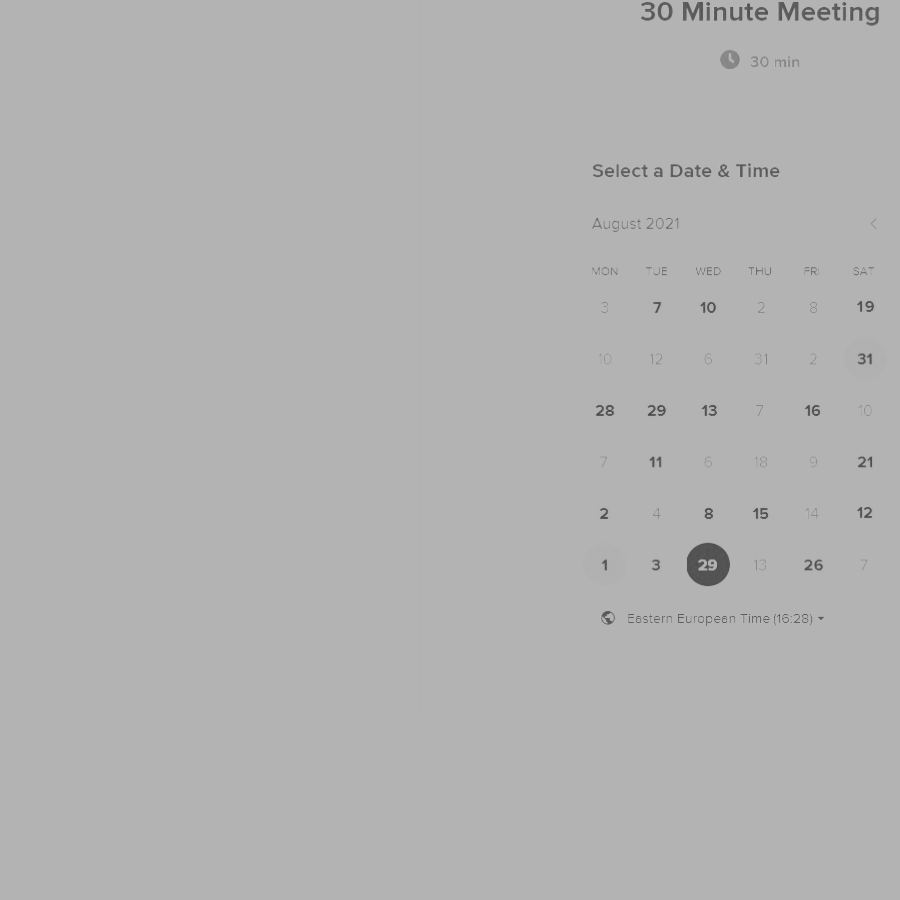 30 Minute Meeting
30 min
Select a Date & Time
August 2021
MON TUE WED THU FRI SAT
3 7 10 2 8 19
10 12 6 31 2 31
28 29 13 7 16 10
7 11 6 18 9 21
2 4 8 15 14 12
1 3 29 13 26 7
Eastern European Time (16:28)